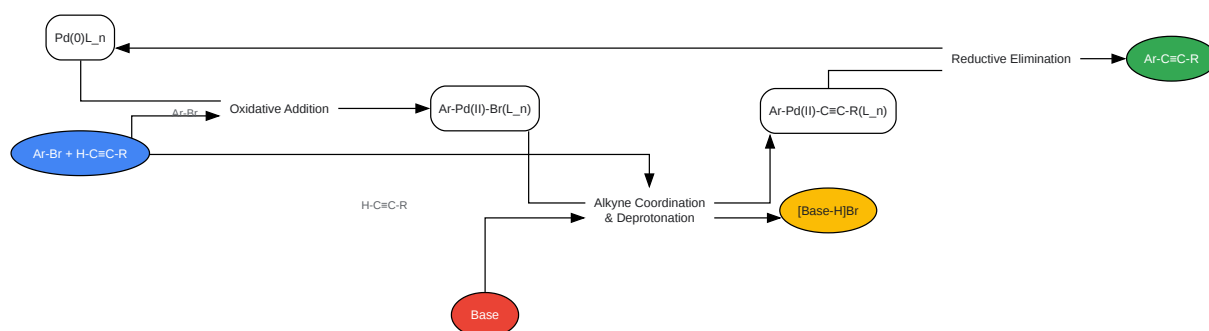 Pd(0)L_n
Reductive Elimination
Ar-C≡C-R
Ar-Br
Oxidative Addition
Ar-Pd(II)-Br(L_n)
Ar-Pd(II)-C≡C-R(L_n)
Ar-Br + H-C≡C-R
H-C≡C-R
Alkyne Coordination
& Deprotonation
[Base-H]Br
Base